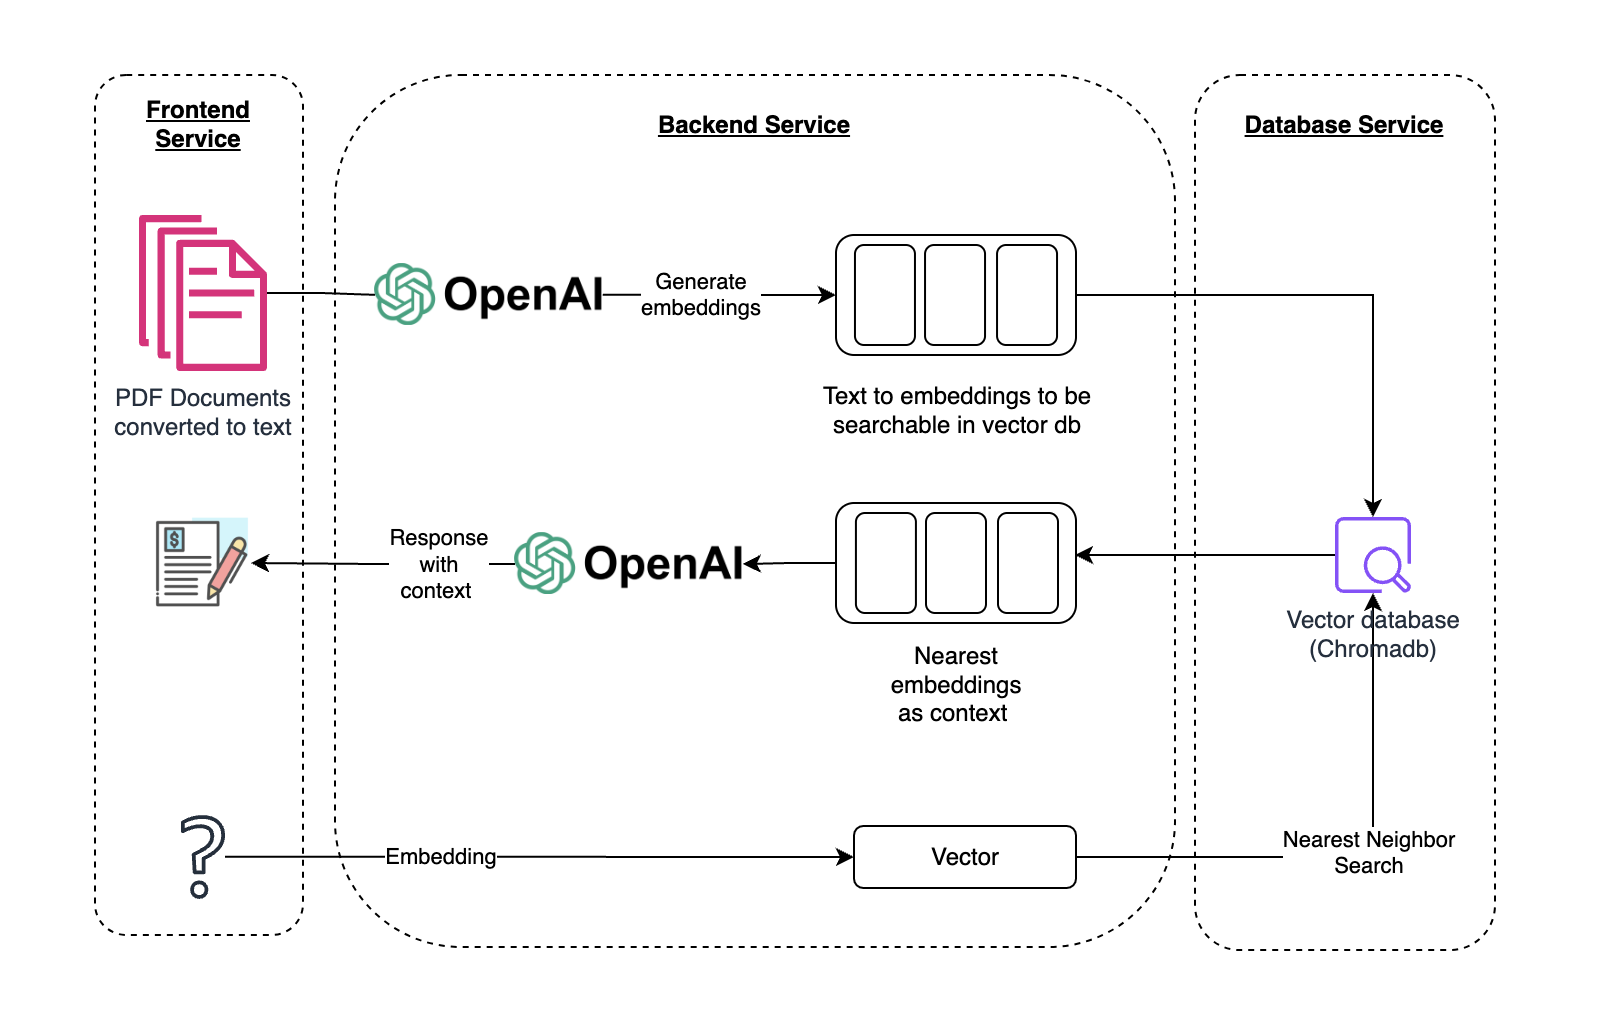 Frontend
Service
Backend Service
Database Service
OpenAI
Generate
embeddings
PDF Documents
converted to text
Text to embeddings to be
searchable in vector db
$
Response
with
context
OpenAI
Nearest
embeddings
as context
Vector database
(Chromadb)
?
Embedding
Vector
Nearest Neighbor
Search